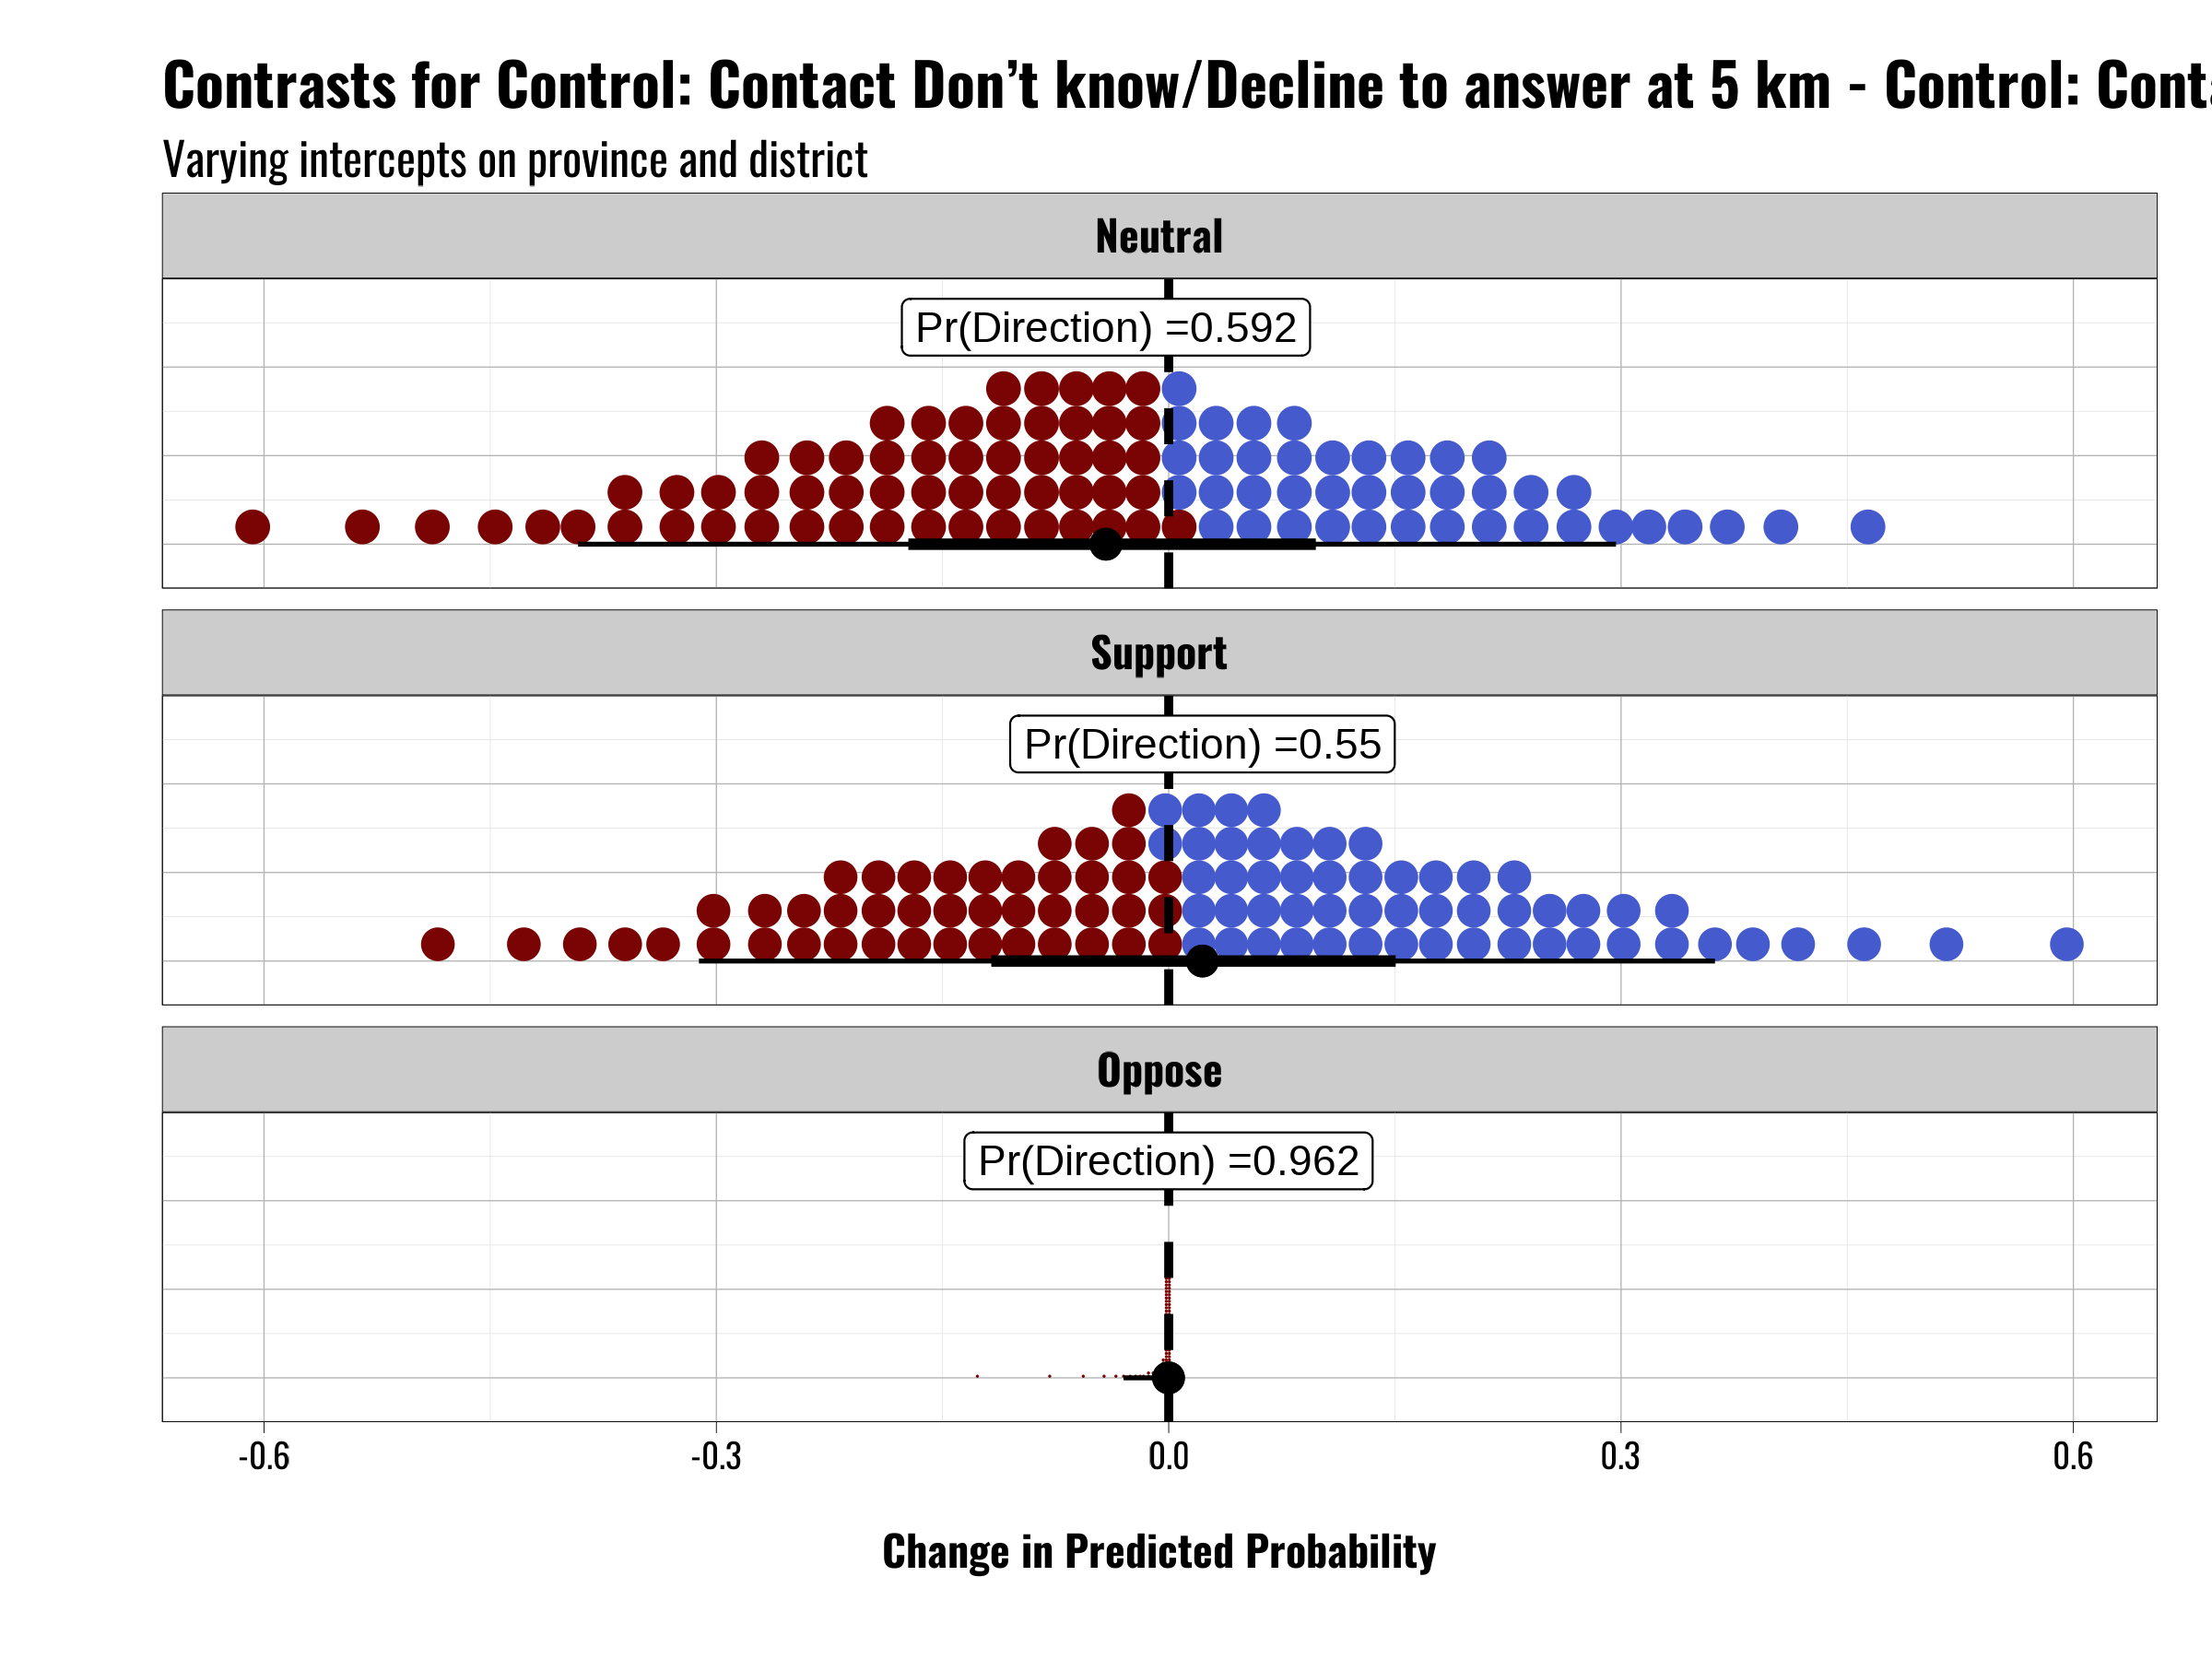 Contrasts for Control: Contact Don’t know/Decline to answer at 5 km - Control:
Varying intercepts on province and district
Neutral
Pr(Direction) =0.592
Support
Pr(Direction) =0.55
Oppose
Pr(Direction) =0.962
-0.6 -0.3 0.0 0.3 0.6
Change in Predicted Probability